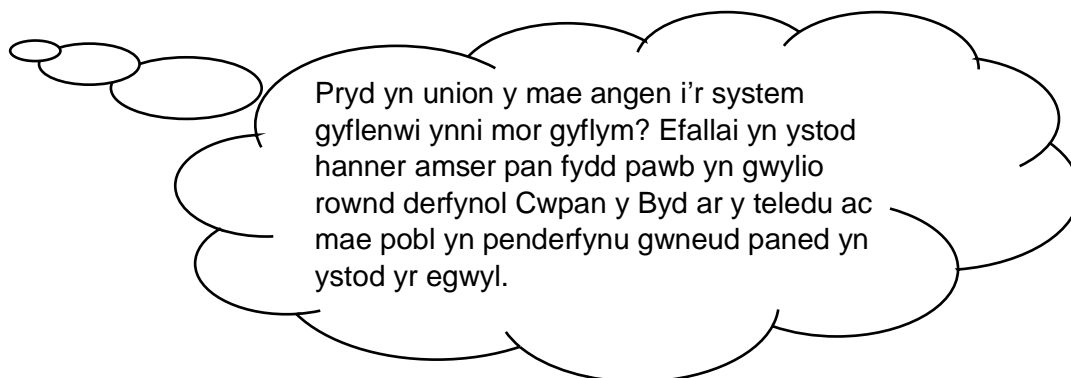 Pryd yn union y mae angen i'r system
gyflenwi ynni mor gyflym? Efallai yn ystod
hanner amser pan fydd pawb yn gwylio
rownd derfynol Cwpan y Byd ar y teledu ac
mae pobl yn penderfynu gwneud paned yn
ystod yr egwyl.